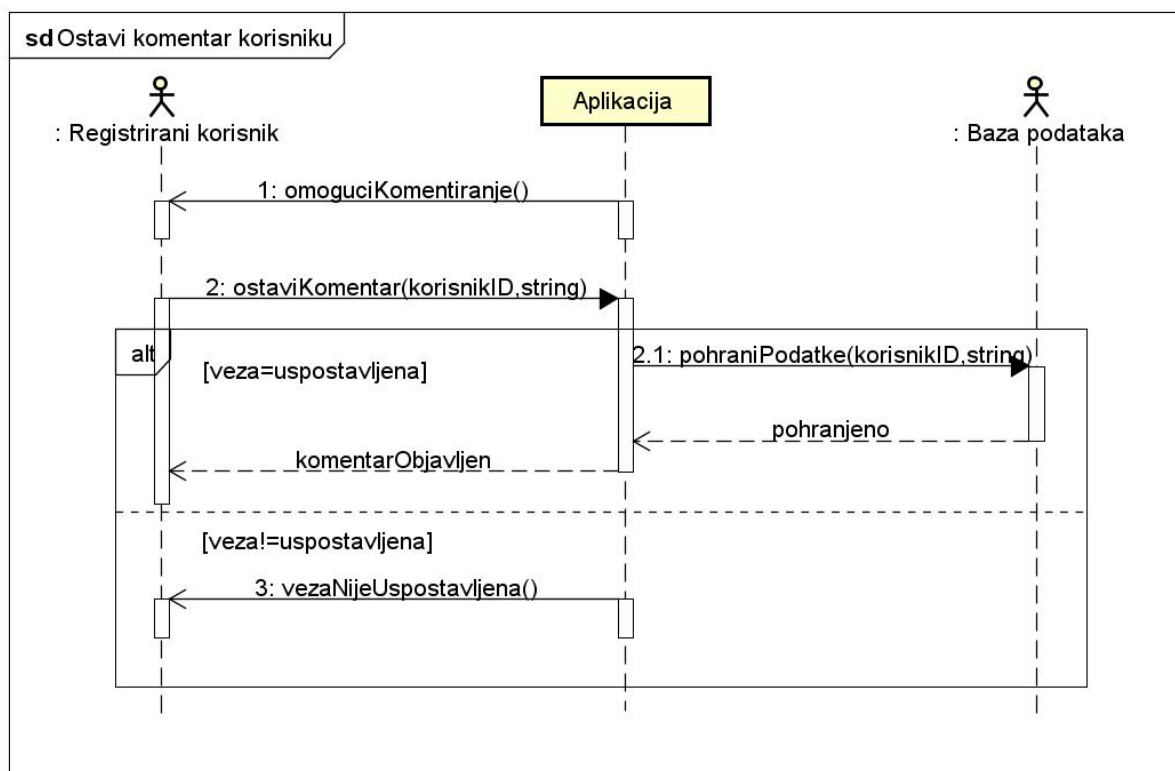 sd Ostavi komentar korisniku
: Registrirani korisnik
Aplikacija
: Baza podataka
1: omoguciKomentiranje()
2: ostaviKomentar(korisnikID,string)
alt
[veza=uspostavljena]
2.1: pohraniPodatke(korisnikID,string)
pohranjeno
komentarObjavljen
[veza!=uspostavljena]
3: vezaNijeUspostavljena()